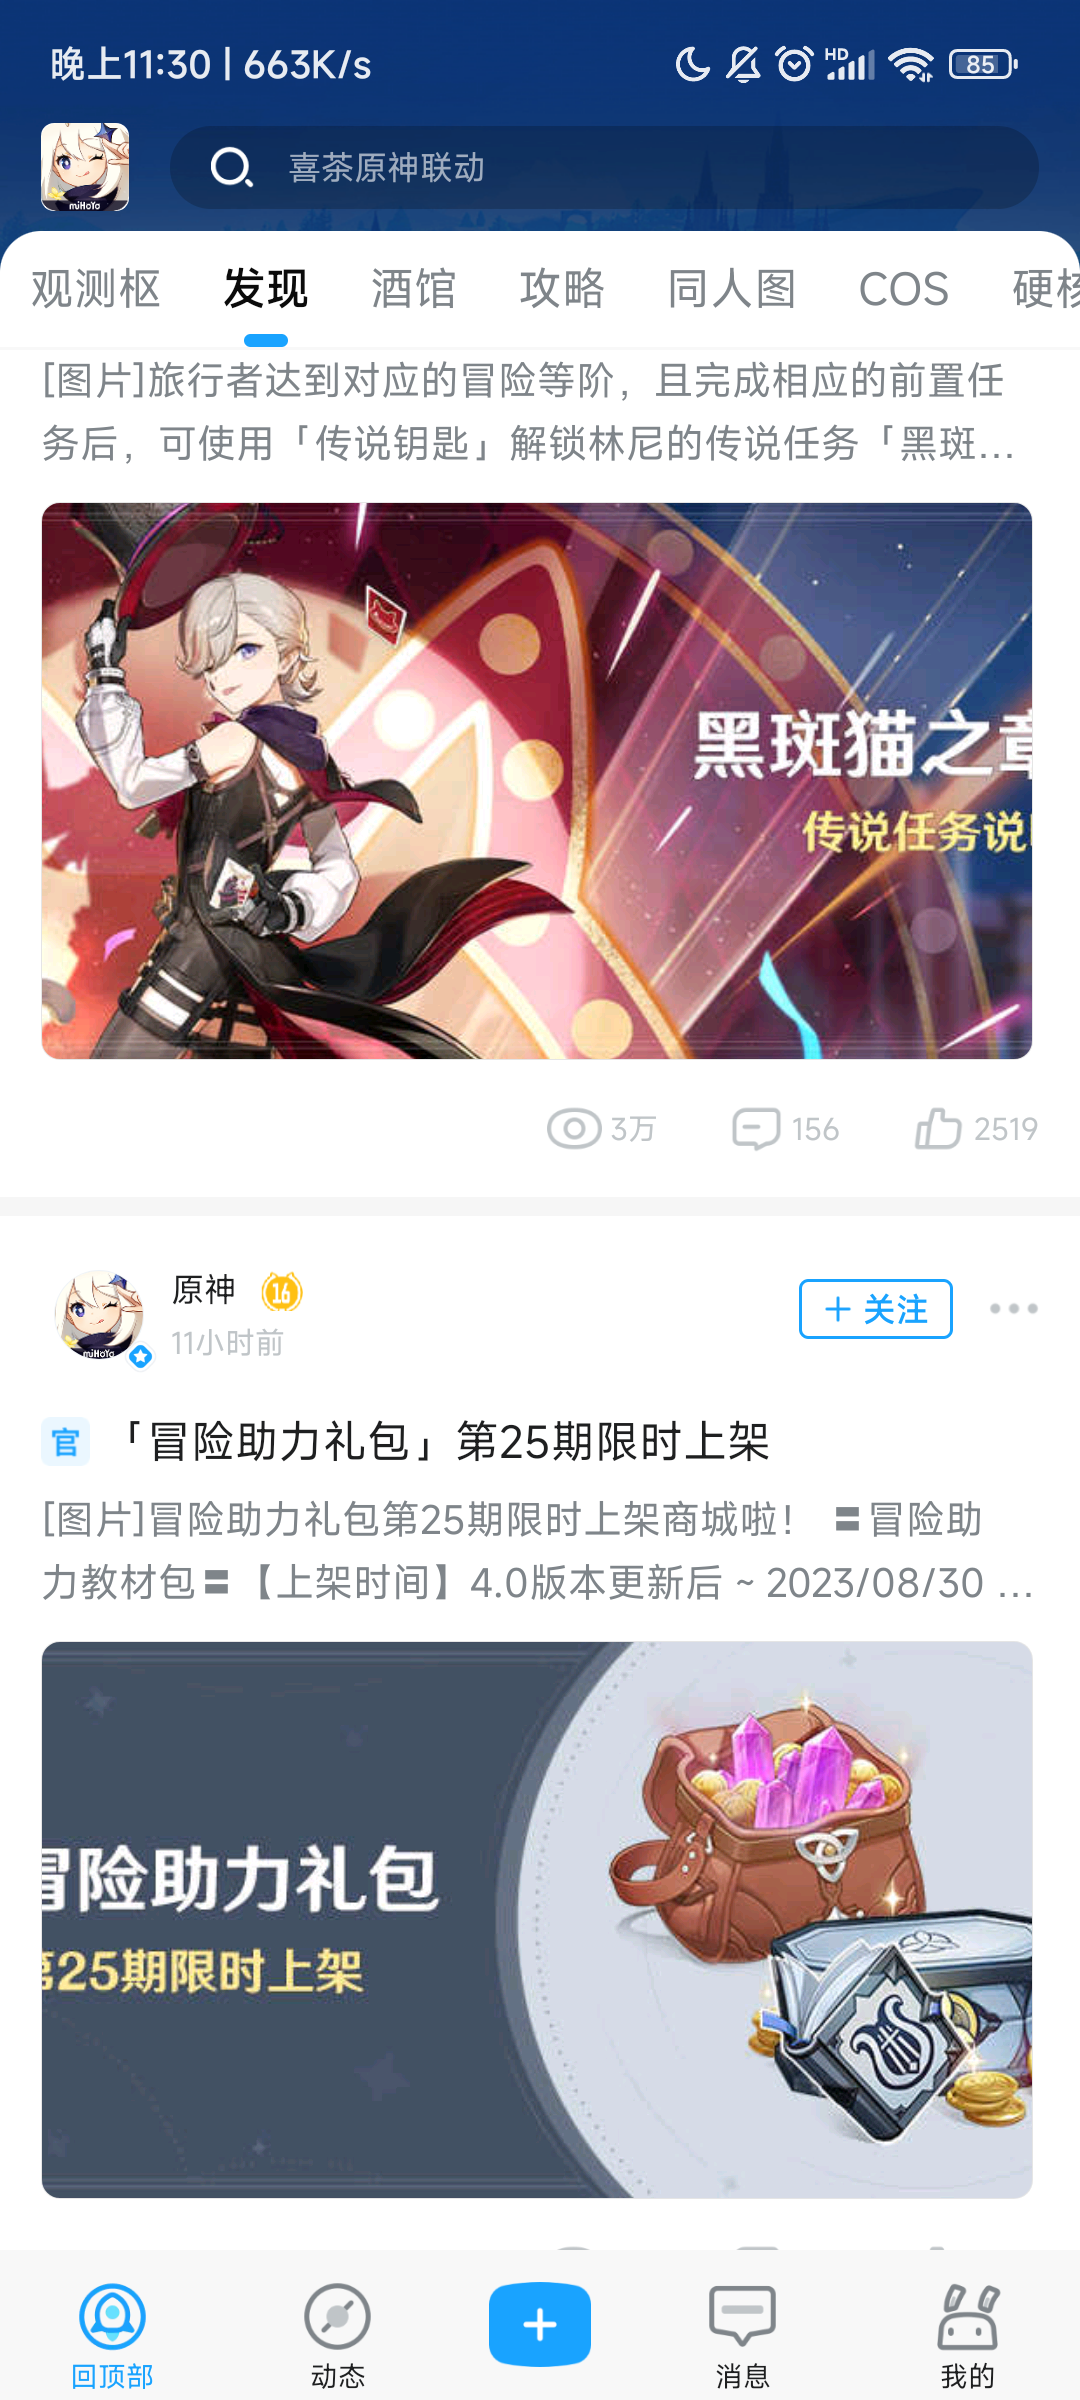 晚上11:30 | 663K/s
HD
85
miHoYo
喜茶原神联动
观测枢 发现 酒馆 攻略 同人图 COS 硬核
[图片]旅行者达到对应的冒险等阶，且完成相应的前置任
务后，可使用「传说钥匙」解锁林尼的传说任务「黑斑...
黑斑猫之章
传说任务说
3万 156 2519
原神 16
miHoYo
11小时前
+ 关注
官 「冒险助力礼包」第25期限时上架
[图片]冒险助力礼包第25期限时上架商城啦！ 〓冒险助
力教材包〓【上架时间】4.0版本更新后 ~ 2023/08/30 ...
冒险助力礼包
第25期限时上架
回顶部 动态 消息 我的